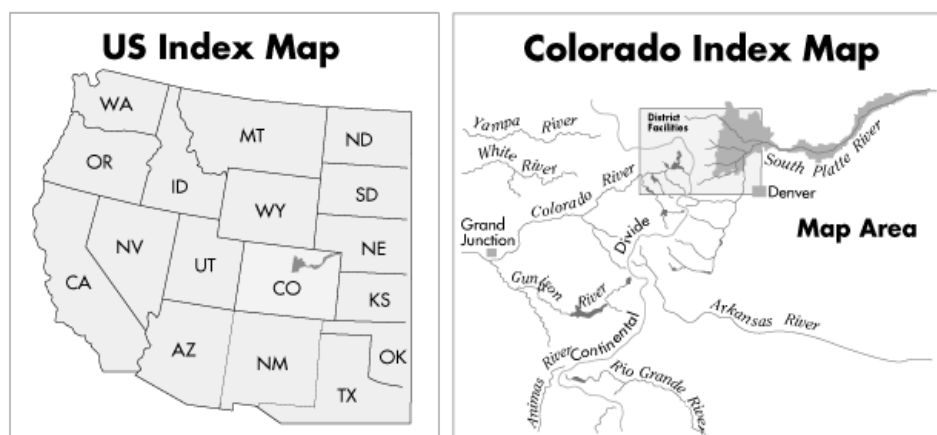 US Index Map
WA
MT
ND
OR
ID
SD
WY
NV
NE
UT
CO
CA
KS
AZ
NM
OK
TX
Colorado Index Map
District
Facilities
Yampa River
White River
South Platte River
Colorado River
Denver
Grand
Junction
Divide
Map Area
Gunison River
Arkansas River
Continental
Animas River
Rio Grande River